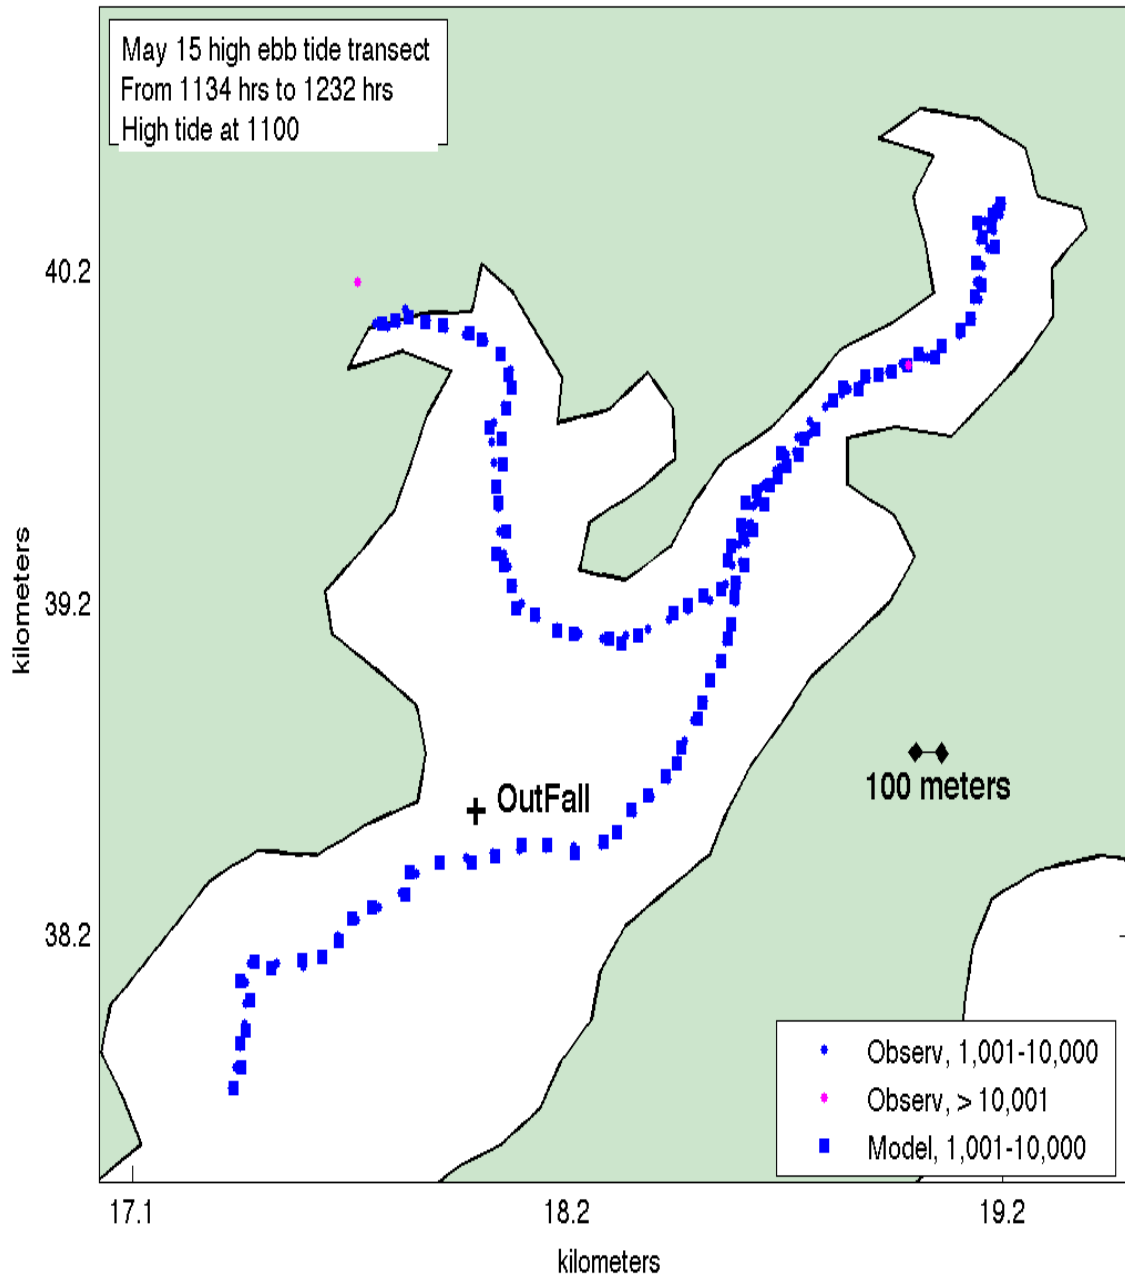 May 15 high ebb tide transect
From 1134 hrs to 1232 hrs
High tide at 1100
40.2
39.2
38.2
kilometers
OutFall
100 meters
Observ, 1,001-10,000
Observ, > 10,001
Model, 1,001-10,000
17.1
18.2
19.2
kilometers